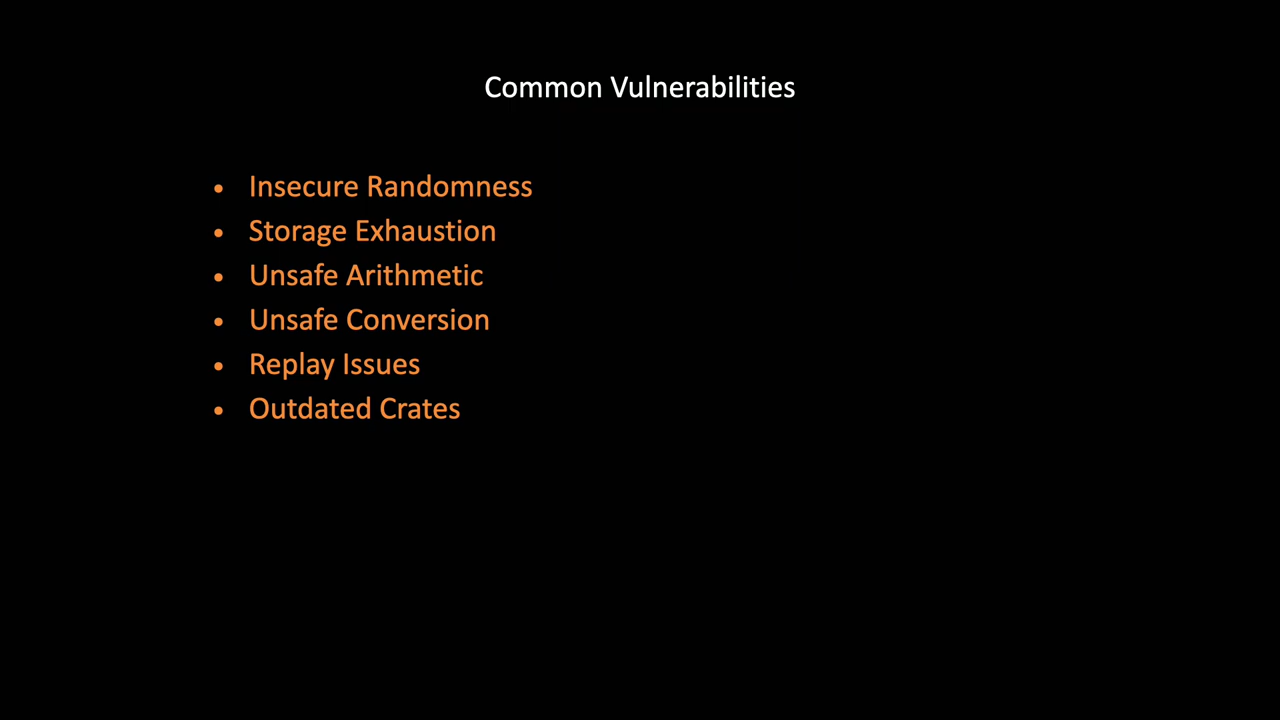 Common Vulnerabilities
• Insecure Randomness
• Storage Exhaustion
• Unsafe Arithmetic
• Unsafe Conversion
• Replay Issues
• Outdated Crates